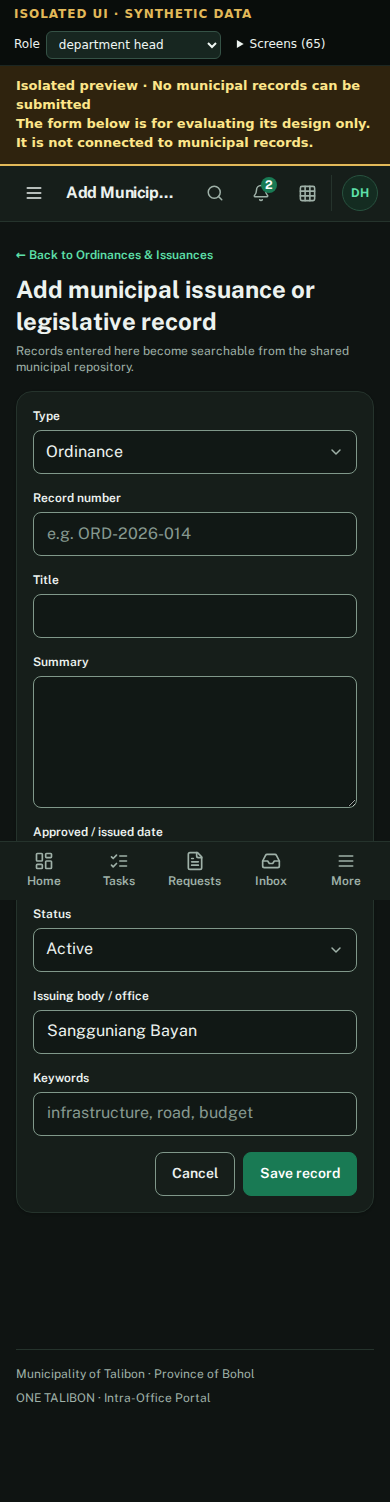 ISOLATED UI · SYNTHETIC DATA
Role department head ▶ Screens (65)
Isolated preview · No municipal records can be
submitted
The form below is for evaluating its design only.
It is not connected to municipal records.
Add Municip... 2 DH
← Back to Ordinances & Issuances
Add municipal issuance or
legislative record
Records entered here become searchable from the shared
municipal repository.
Type
Ordinance
Record number
e.g. ORD-2026-014
Title
Summary
Approved / issued date
Home Tasks Requests Inbox More
Status
Active
Issuing body / office
Sangguniang Bayan
Keywords
infrastructure, road, budget
Cancel Save record
Municipality of Talibon · Province of Bohol
ONE TALIBON · Intra-Office Portal